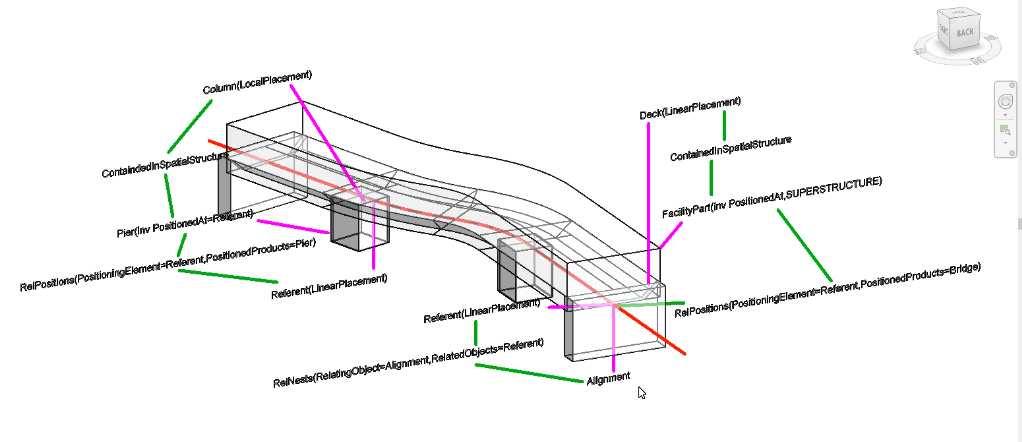 Column(LocalPlacement)
BACK
Deck(LinearPlacement)
ContaindedInSpatialStructure
ContainedInSpatialStructure
FacilityPart(inv PositionedAt,SUPERSTRUCTURE)
Pier(inv PositionedAt=Referent)
RelPositions(PositioningElement=Referent,PositionedProducts=Pier)
Referent(LinearPlacement)
RelPositions(PositioningElement=Referent,PositionedProducts=Bridge)
Referent(LinearPlacement)
RelNests(RelatingObject=Alignment,RelatedObjects=Referent)
Alignment